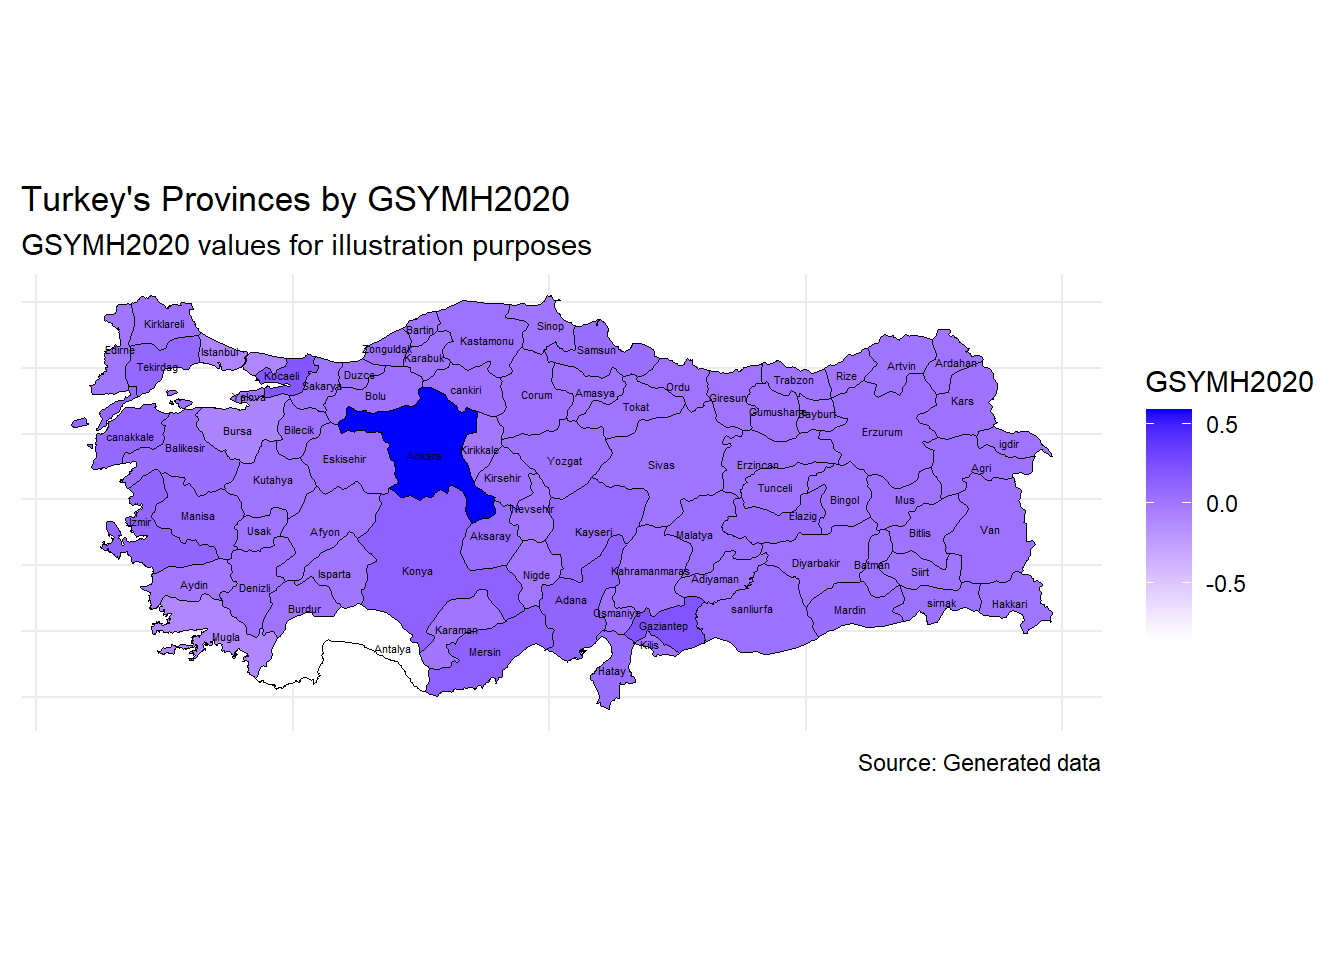 Turkey's Provinces by GSYMH2020
GSYMH2020 values for illustration purposes
Kirklareli
Edirne
Tekirdag
Istanbul
Kocaeli
Yalova
Sakarya
Duzce
Zonguldak
Bartin
Karabuk
Kastamonu
Sinop
Samsun
Bolu
cankiri
Corum
Amasya
Ordu
Tokat
Giresun
Trabzon
Gumushane
Bayburt
Rize
Artvin
Ardahan
Kars
Erzurum
igdir
Agri
canakkale
Balikesir
Bursa
Bilecik
Eskisehir
Ankara
Kirikkale
Yozgat
Sivas
Erzincan
Kutahya
Kirsehir
Tunceli
Bingol
Mus
Izmir
Manisa
Usak
Afyon
Nevsehir
Aksaray
Kayseri
Malatya
Elazig
Bitlis
Van
Aydin
Denizli
Isparta
Konya
Nigde
Kahramanmaras
Adiyaman
Diyarbakir
Batman
Siirt
Burdur
Adana
Osmaniye
Gaziantep
sanliurfa
Mardin
sirnak
Hakkari
Mugla
Antalya
Karaman
Mersin
Kilis
Hatay
GSYMH2020
0.5
0.0
-0.5
Source: Generated data